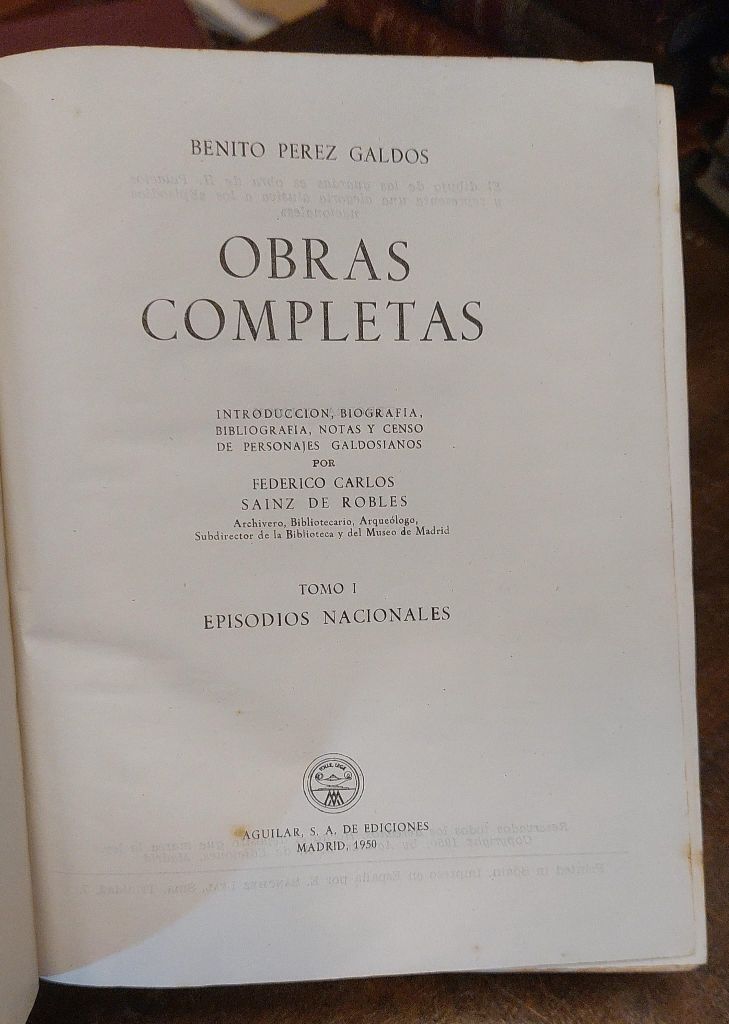 BENITO PEREZ GALDOS
OBRAS
COMPLETAS
INTRODUCCION, BIOGRAFIA,
BIBLIOGRAFIA, NOTAS Y CENSO
DE PERSONAJES GALDOSIANOS
POR
FEDERICO CARLOS
SAINZ DE ROBLES
Archivero, Bibliotecario, Arqueólogo,
Subdirector de la Biblioteca y del Museo de Madrid
TOMO I
EPISODIOS NACIONALES
TOLLE, LEGE
AGUILAR, S. A. DE EDICIONES
MADRID, 1950